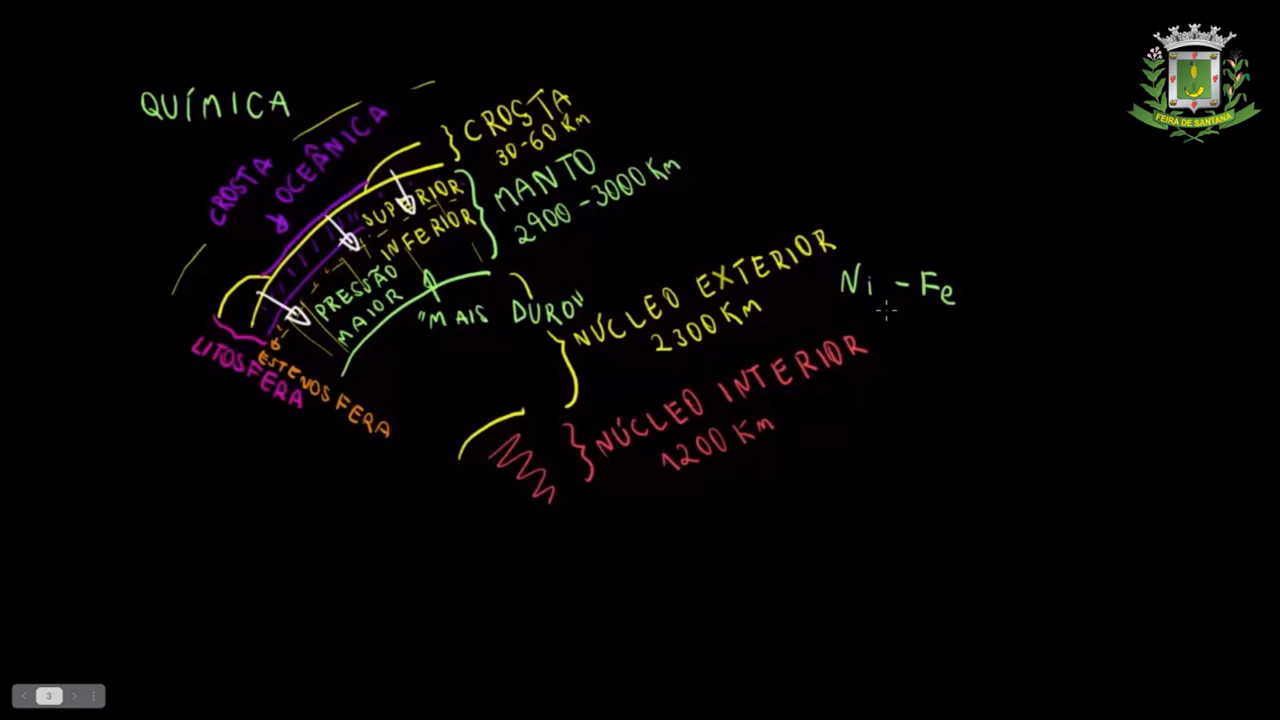 QUÍMICA
CROSTA
OCEÂNICA
CROSTA
30-60 Km
MANTO
2900 - 3000 Km
SUPERIOR
INFERIOR
PRESSÃO
MAIOR
"MAIS DURO"
NÚCLEO EXTERIOR
2300 Km
Ni - Fe
NÚCLEO INTERIOR
1200 Km
LITOSFERA
ESTENOSFERA
FEIRA DE SANTANA
3